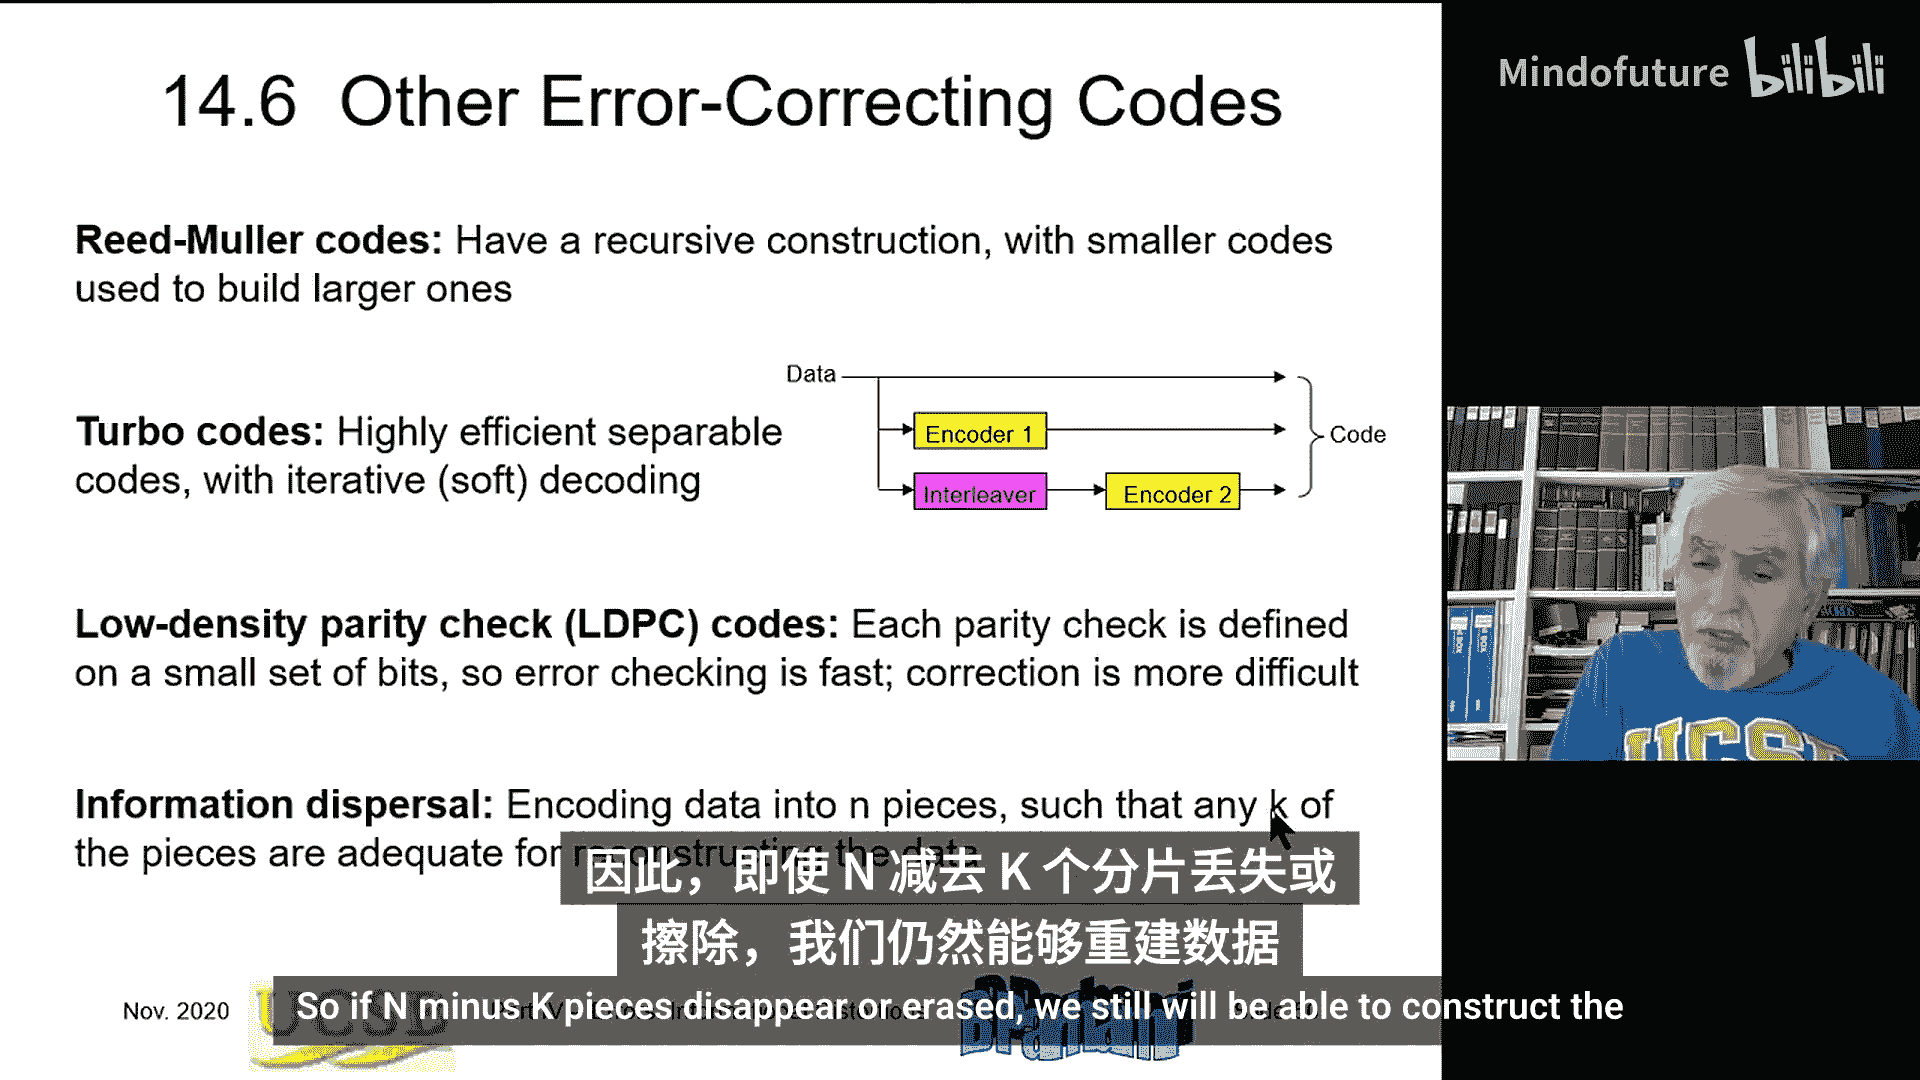 14.6 Other Error-Correcting Codes
Mindofuture bilibili
Reed-Muller codes: Have a recursive construction, with smaller codes
used to build larger ones
Data
Turbo codes: Highly efficient separable
codes, with iterative (soft) decoding
Encoder 1
Code
Interleaver
Encoder 2
Low-density parity check (LDPC) codes: Each parity check is defined
on a small set of bits, so error checking is fast; correction is more difficult
Information dispersal: Encoding data into n pieces, such that any k of
the pieces are adequate for reconstructing the data
因此，即使 N 减去 K 个分片丢失或
擦除，我们仍然能够重建数据
So if N minus K pieces disappear or erased, we still will be able to construct the
Nov. 2020
UCSB